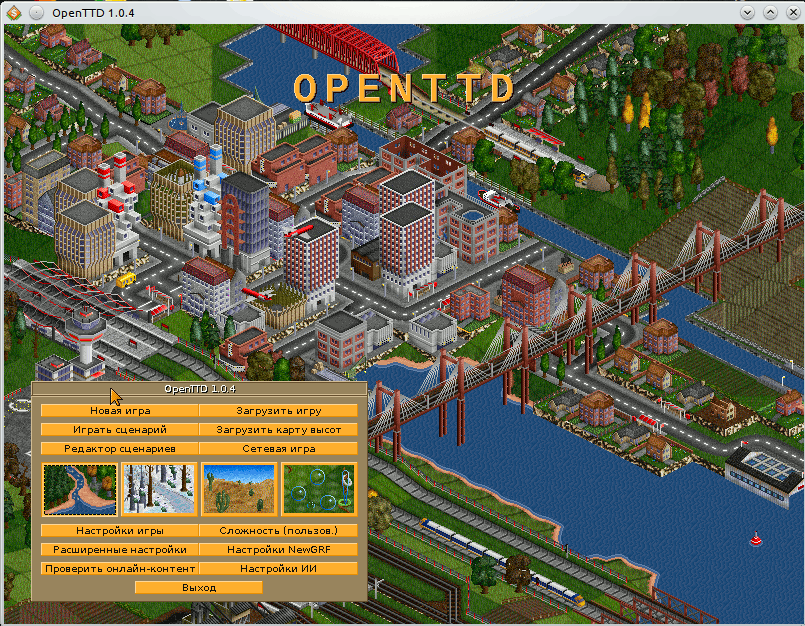 OpenTTD 1.0.4
OPENTTD
OpenTTD 1.0.4
Новая игра
Загрузить игру
Играть сценарий
Загрузить карту высот
Редактор сценариев
Сетевая игра
Настройки игры
Сложность (пользов.)
Расширенные настройки
Настройки NewGRF
Проверить онлайн-контент
Настройки ИИ
Выход